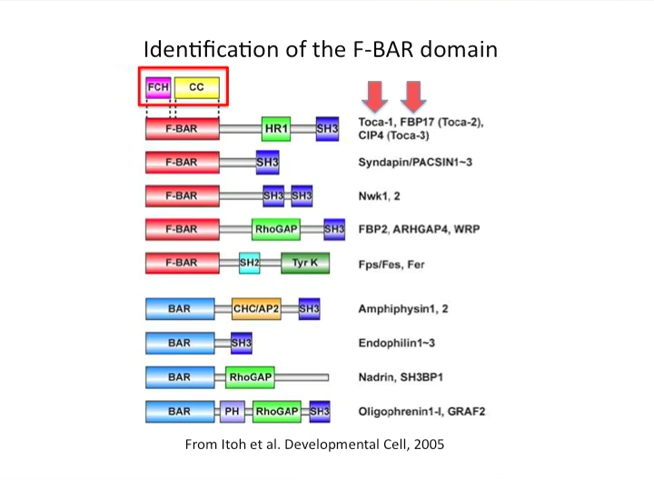 Identification of the F-BAR domain
FCH CC
F-BAR HR1 SH3 Toca-1, FBP17 (Toca-2),
CIP4 (Toca-3)
F-BAR SH3 Syndapin/PACSIN1~3
F-BAR SH3 SH3 Nwk1, 2
F-BAR RhoGAP SH3 FBP2, ARHGAP4, WRP
F-BAR SH2 Tyr K Fps/Fes, Fer
BAR CHC/AP2 SH3 Amphiphysin1, 2
BAR SH3 Endophilin1~3
BAR RhoGAP Nadrin, SH3BP1
BAR PH RhoGAP SH3 Oligophrenin1-l, GRAF2
From Itoh et al. Developmental Cell, 2005